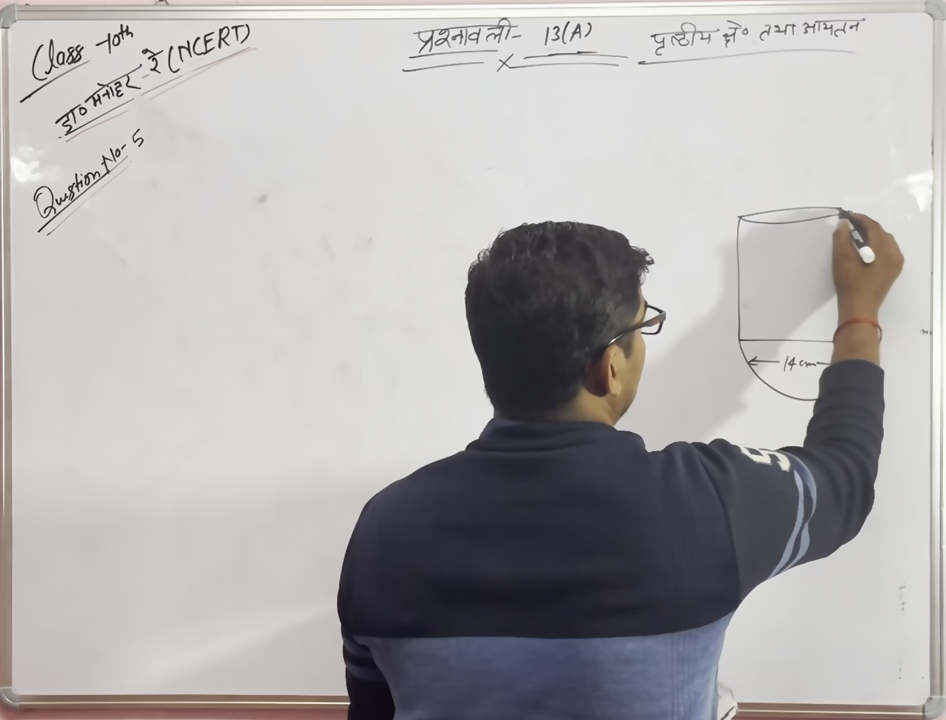 Class 10th
डा० मनोहर रे (NCERT)
Question No- 5
प्रश्नावली- 13(A)
×
पृष्ठीय क्षे० तथा आयतन
14 cm